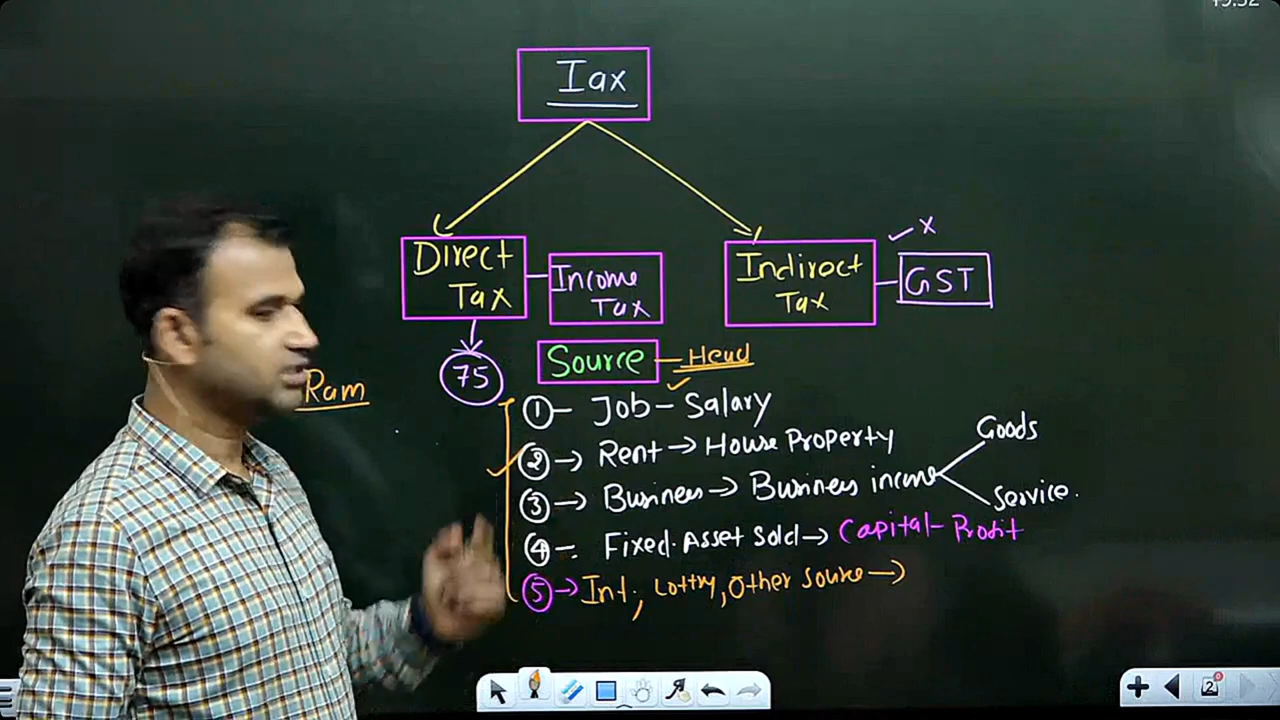 Tax
Direct Tax
Income Tax
Indirect Tax
x
GST
75
Source - Head
Ram
① - Job - Salary
② → Rent → House Property
③ → Business → Business income
Goods
Service.
④ - Fixed Asset Sold → Capital - Profit
⑤ → Int., Lottry, Other Source →
2